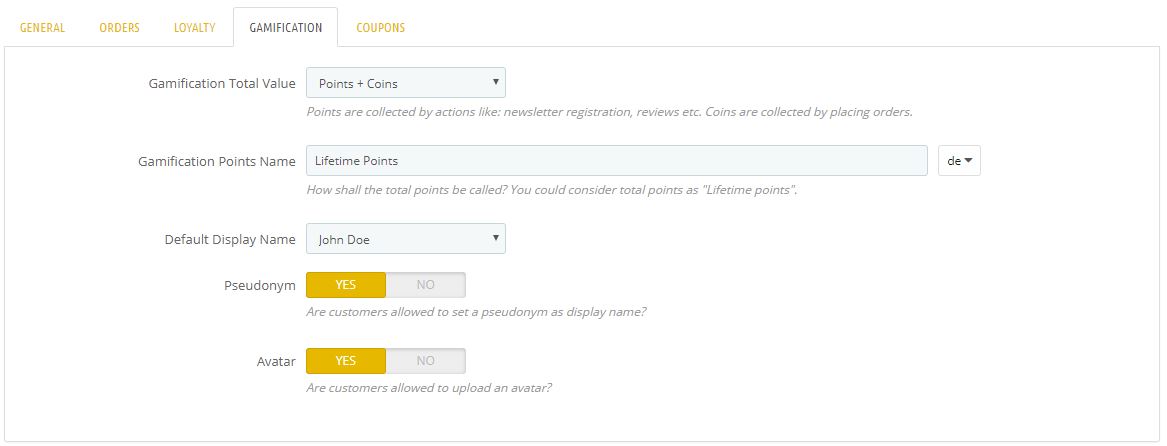 GENERAL ORDERS LOYALTY GAMIFICATION COUPONS
Gamification Total Value Points + Coins
Points are collected by actions like: newsletter registration, reviews etc. Coins are collected by placing orders.
Gamification Points Name Lifetime Points de
How shall the total points be called? You could consider total points as "Lifetime points".
Default Display Name John Doe
Pseudonym YES NO
Are customers allowed to set a pseudonym as display name?
Avatar YES NO
Are customers allowed to upload an avatar?